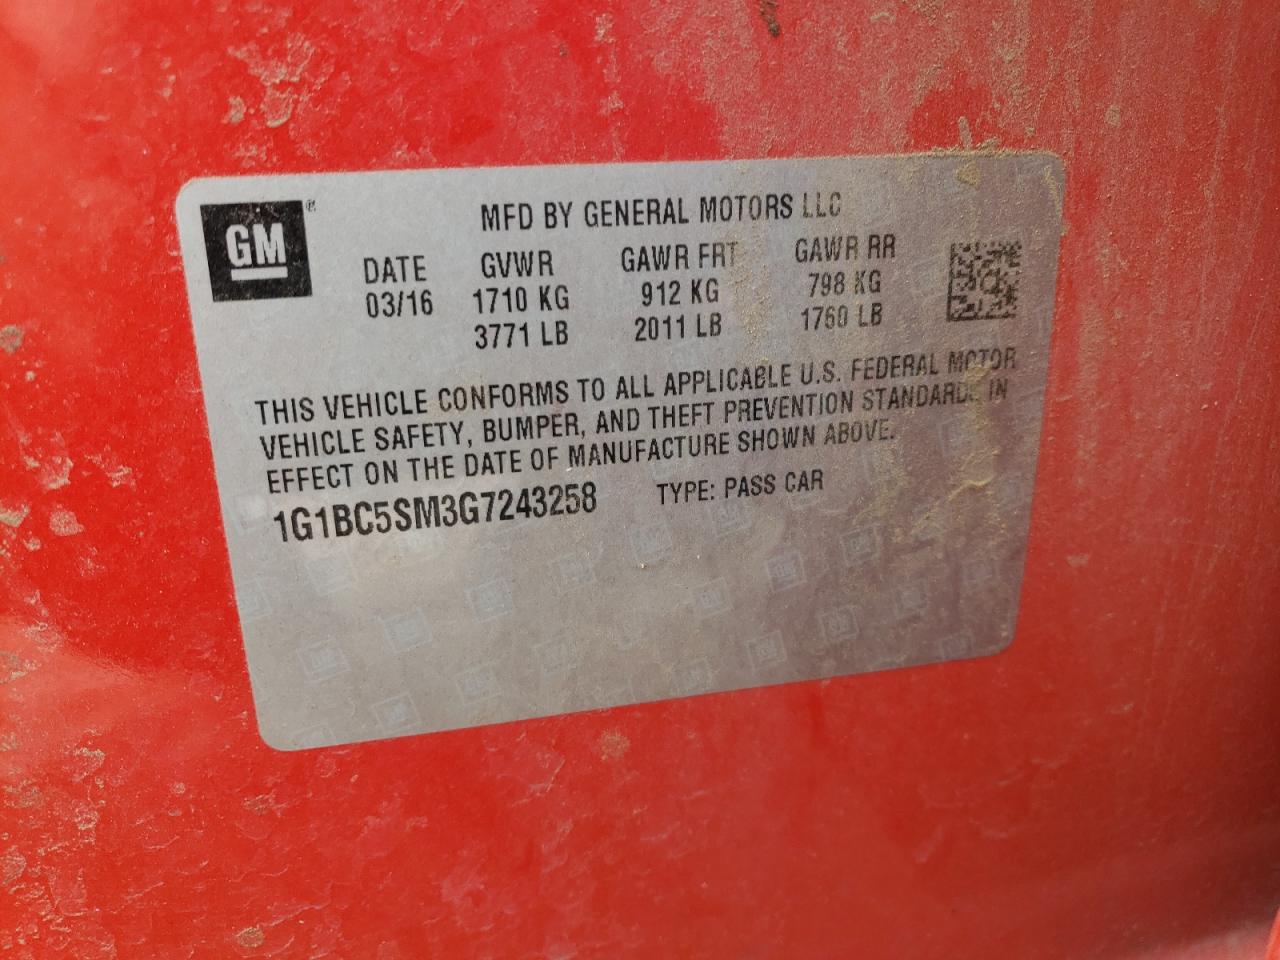 GM®
MFD BY GENERAL MOTORS LLC
DATE GVWR GAWR FRT GAWR RR
03/16 1710 KG 912 KG 798 KG
3771 LB 2011 LB 1760 LB
THIS VEHICLE CONFORMS TO ALL APPLICABLE U.S. FEDERAL MOTOR
VEHICLE SAFETY, BUMPER, AND THEFT PREVENTION STANDARDS IN
EFFECT ON THE DATE OF MANUFACTURE SHOWN ABOVE.
1G1BC5SM3G7243258 TYPE: PASS CAR